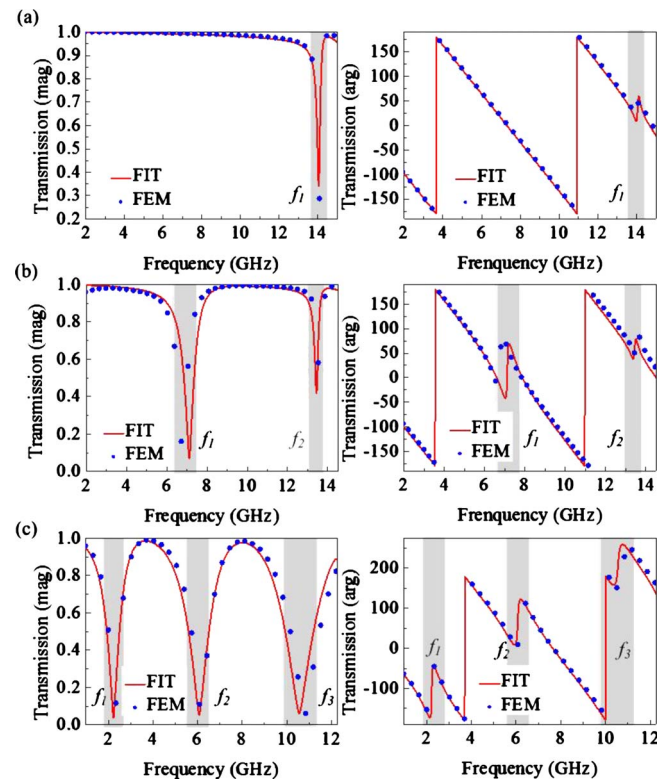 (a)
Transmission (mag)
1.0
0.9
0.8
0.7
0.6
0.5
0.4
0.3
0.2
FIT
FEM
f1
2 4 6 8 10 12 14
Frequency (GHz)
Transmission (arg)
150
100
50
0
-50
-100
-150
FIT
FEM
f1
2 4 6 8 10 12 14
Frenquency (GHz)
(b)
Transmission (mag)
1.0
0.8
0.6
0.4
0.2
0.0
FIT
FEM
f1
f2
2 4 6 8 10 12 14
Frequency (GHz)
Transmission (arg)
150
100
50
0
-50
-100
-150
FIT
FEM
f1
f2
2 4 6 8 10 12 14
Frenquency (GHz)
(c)
Transmission (mag)
1.0
0.8
0.6
0.4
0.2
0.0
f1
FIT
FEM
f2
f3
2 4 6 8 10 12
Frequency (GHz)
Transmission (arg)
200
100
0
-100
f1
f2
f3
FIT
FEM
2 4 6 8 10 12
Frequency (GHz)